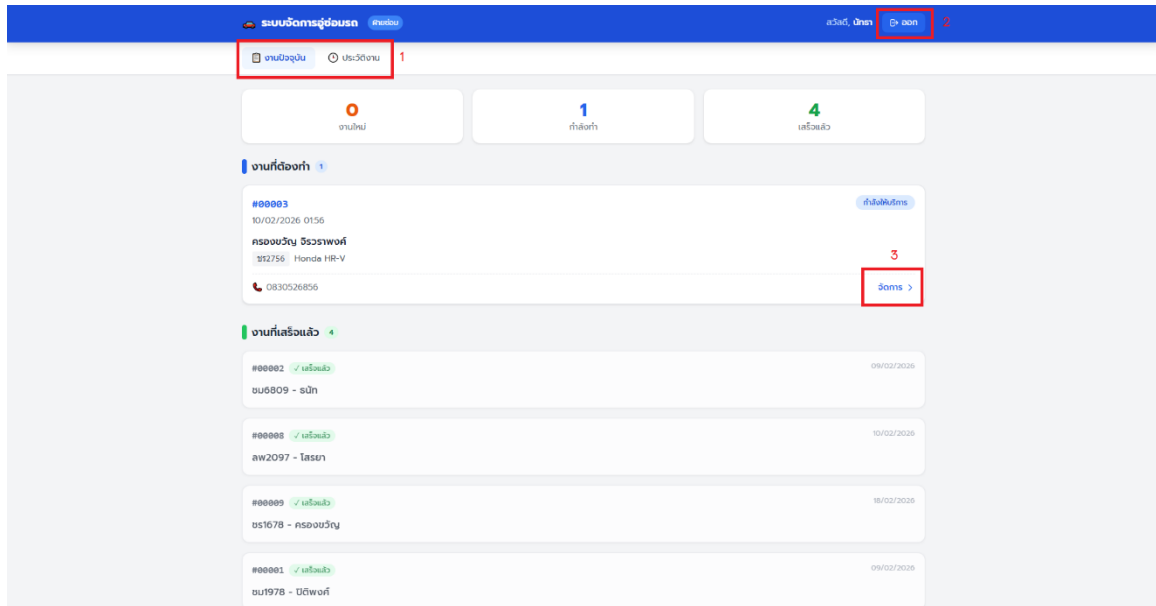 ระบบจัดการอู่ซ่อมรถ ฝ่ายซ่อม
สวัสดี, นัทธา ออก 2
งานปัจจุบัน ประวัติงาน 1
0
งานใหม่
1
กำลังทำ
4
เสร็จแล้ว
งานที่ต้องทำ 1
#00003 กำลังให้บริการ
10/02/2026 01:56
ครองขวัญ จิรวราพงศ์
ชร2756 Honda HR-V
3
0830526856 จัดการ >
งานที่เสร็จแล้ว 4
#00002 ✓ เสร็จแล้ว 09/02/2026
ชม6809 - ธนัท
#00008 ✓ เสร็จแล้ว 10/02/2026
ลพ2097 - โสรยา
#00009 ✓ เสร็จแล้ว 18/02/2026
ชร1678 - ครองขวัญ
#00001 ✓ เสร็จแล้ว 09/02/2026
ชม1978 - ปิติพงศ์